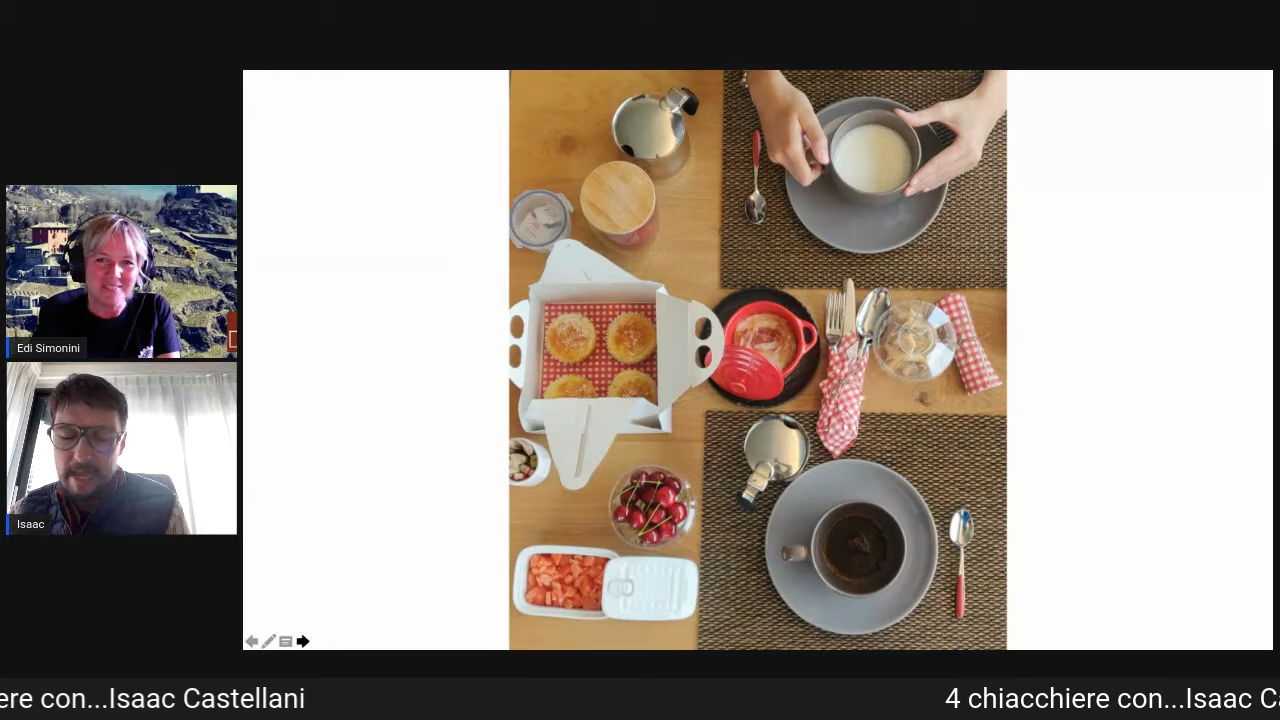 Edi Simonini
Isaac
ere con...Isaac Castellani
4 chiacchiere con...Isaac C